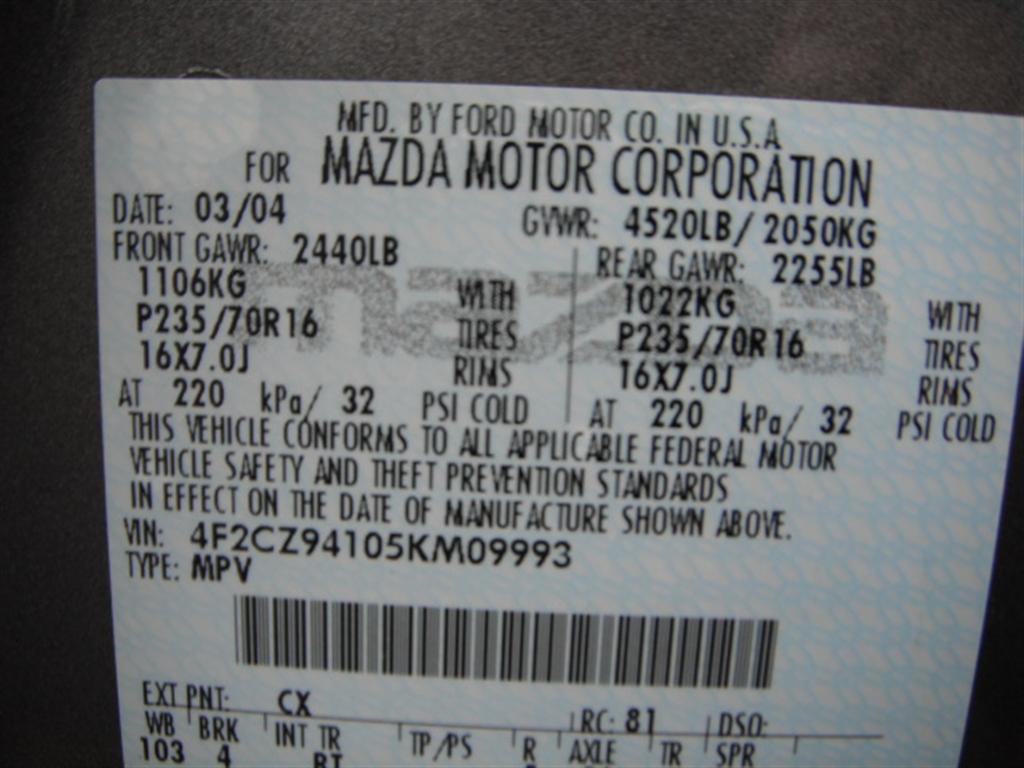 MFD. BY FORD MOTOR CO. IN U.S.A
FOR MAZDA MOTOR CORPORATION
DATE: 03/04 GVWR: 4520LB/ 2050KG
FRONT GAWR: 2440LB REAR GAWR: 2255LB
1106KG WITH 1022KG WITH
P235/70R16 TIRES P235/70R16 TIRES
16X7.0J RIMS 16X7.0J RIMS
AT 220 kPa/ 32 PSI COLD AT 220 kPa/ 32 PSI COLD
mazda
THIS VEHICLE CONFORMS TO ALL APPLICABLE FEDERAL MOTOR
VEHICLE SAFETY AND THEFT PREVENTION STANDARDS
IN EFFECT ON THE DATE OF MANUFACTURE SHOWN ABOVE.
VIN: 4F2CZ94105KM09993
TYPE: MPV
EXT PNT: CX RC: 81 DSO:
WB BRK INT TR TP/PS R AXLE TR SPR
103 4